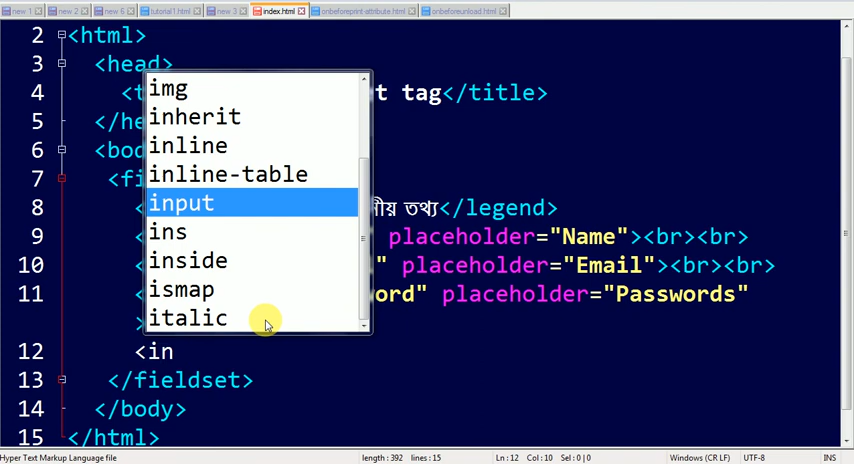 new 1 new 2 new 6 tutorial1.html new 3 index.html onbeforeprint-attribute.html onbeforeunload.html
2 <html>
3 <head>
4 <t t tag</title>
5 </he
6 <bod
7 <fi
8 < ীয় তথ্য</legend>
9 < placeholder="Name"><br><br>
10 < l" placeholder="Email"><br><br>
11 < ord" placeholder="Passwords"
>
12 <in
13 </fieldset>
14 </body>
15 </html>
img
inherit
inline
inline-table
input
ins
inside
ismap
italic
Hyper Text Markup Language file length : 392 lines : 15 Ln : 12 Col : 10 Sel : 0 | 0 Windows (CR LF) UTF-8 INS